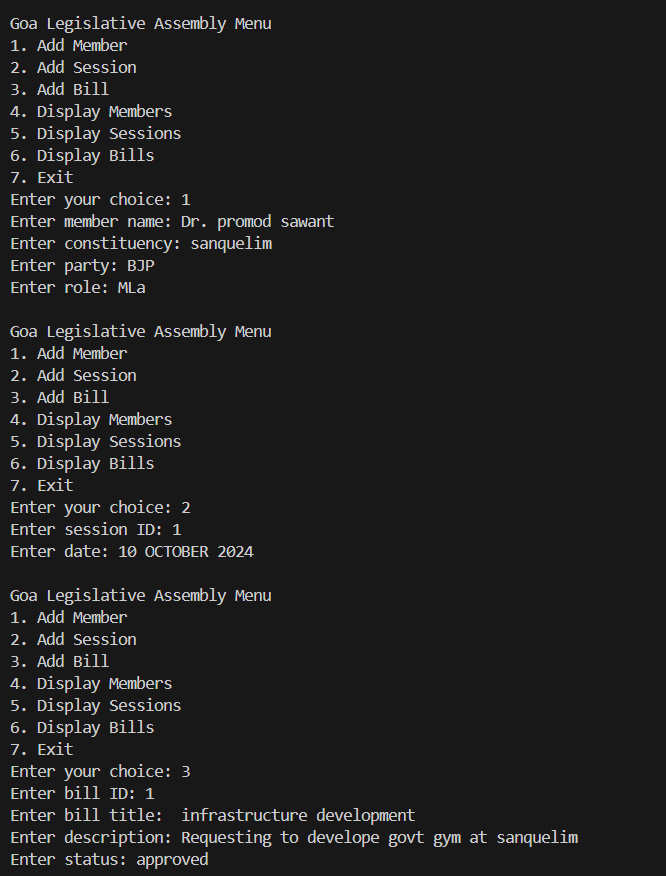 Goa Legislative Assembly Menu
1. Add Member
2. Add Session
3. Add Bill
4. Display Members
5. Display Sessions
6. Display Bills
7. Exit
Enter your choice: 1
Enter member name: Dr. promod sawant
Enter constituency: sanquelim
Enter party: BJP
Enter role: MLa

Goa Legislative Assembly Menu
1. Add Member
2. Add Session
3. Add Bill
4. Display Members
5. Display Sessions
6. Display Bills
7. Exit
Enter your choice: 2
Enter session ID: 1
Enter date: 10 OCTOBER 2024

Goa Legislative Assembly Menu
1. Add Member
2. Add Session
3. Add Bill
4. Display Members
5. Display Sessions
6. Display Bills
7. Exit
Enter your choice: 3
Enter bill ID: 1
Enter bill title:  infrastructure development
Enter description: Requesting to develope govt gym at sanquelim
Enter status: approved